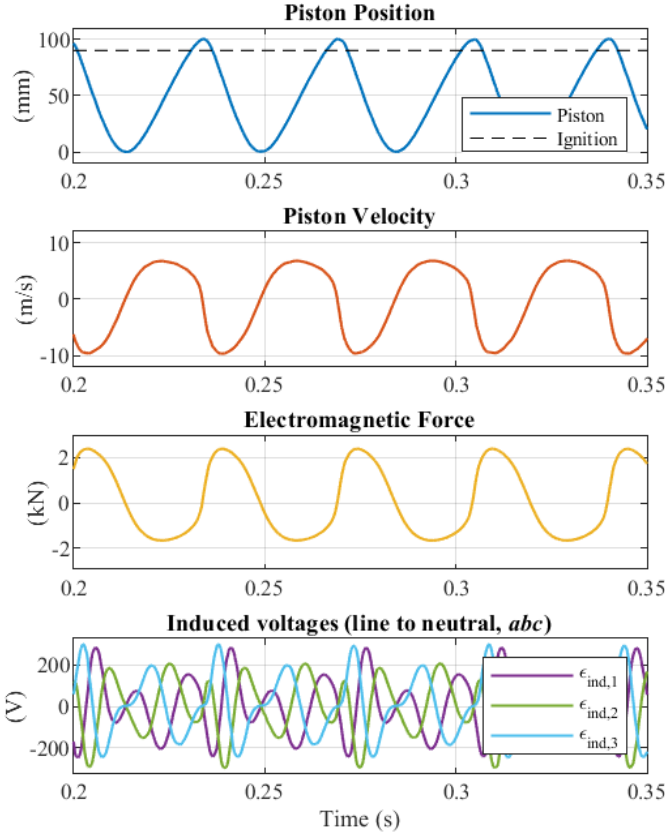 Piston Position
100
50
0
(mm)
Piston
Ignition
0.2 0.25 0.3 0.35
Piston Velocity
10
0
-10
(m/s)
0.2 0.25 0.3 0.35
Electromagnetic Force
2
0
-2
(kN)
0.2 0.25 0.3 0.35
Induced voltages (line to neutral, abc)
200
0
-200
(V)
ϵind,1
ϵind,2
ϵind,3
0.2 0.25 0.3 0.35
Time (s)